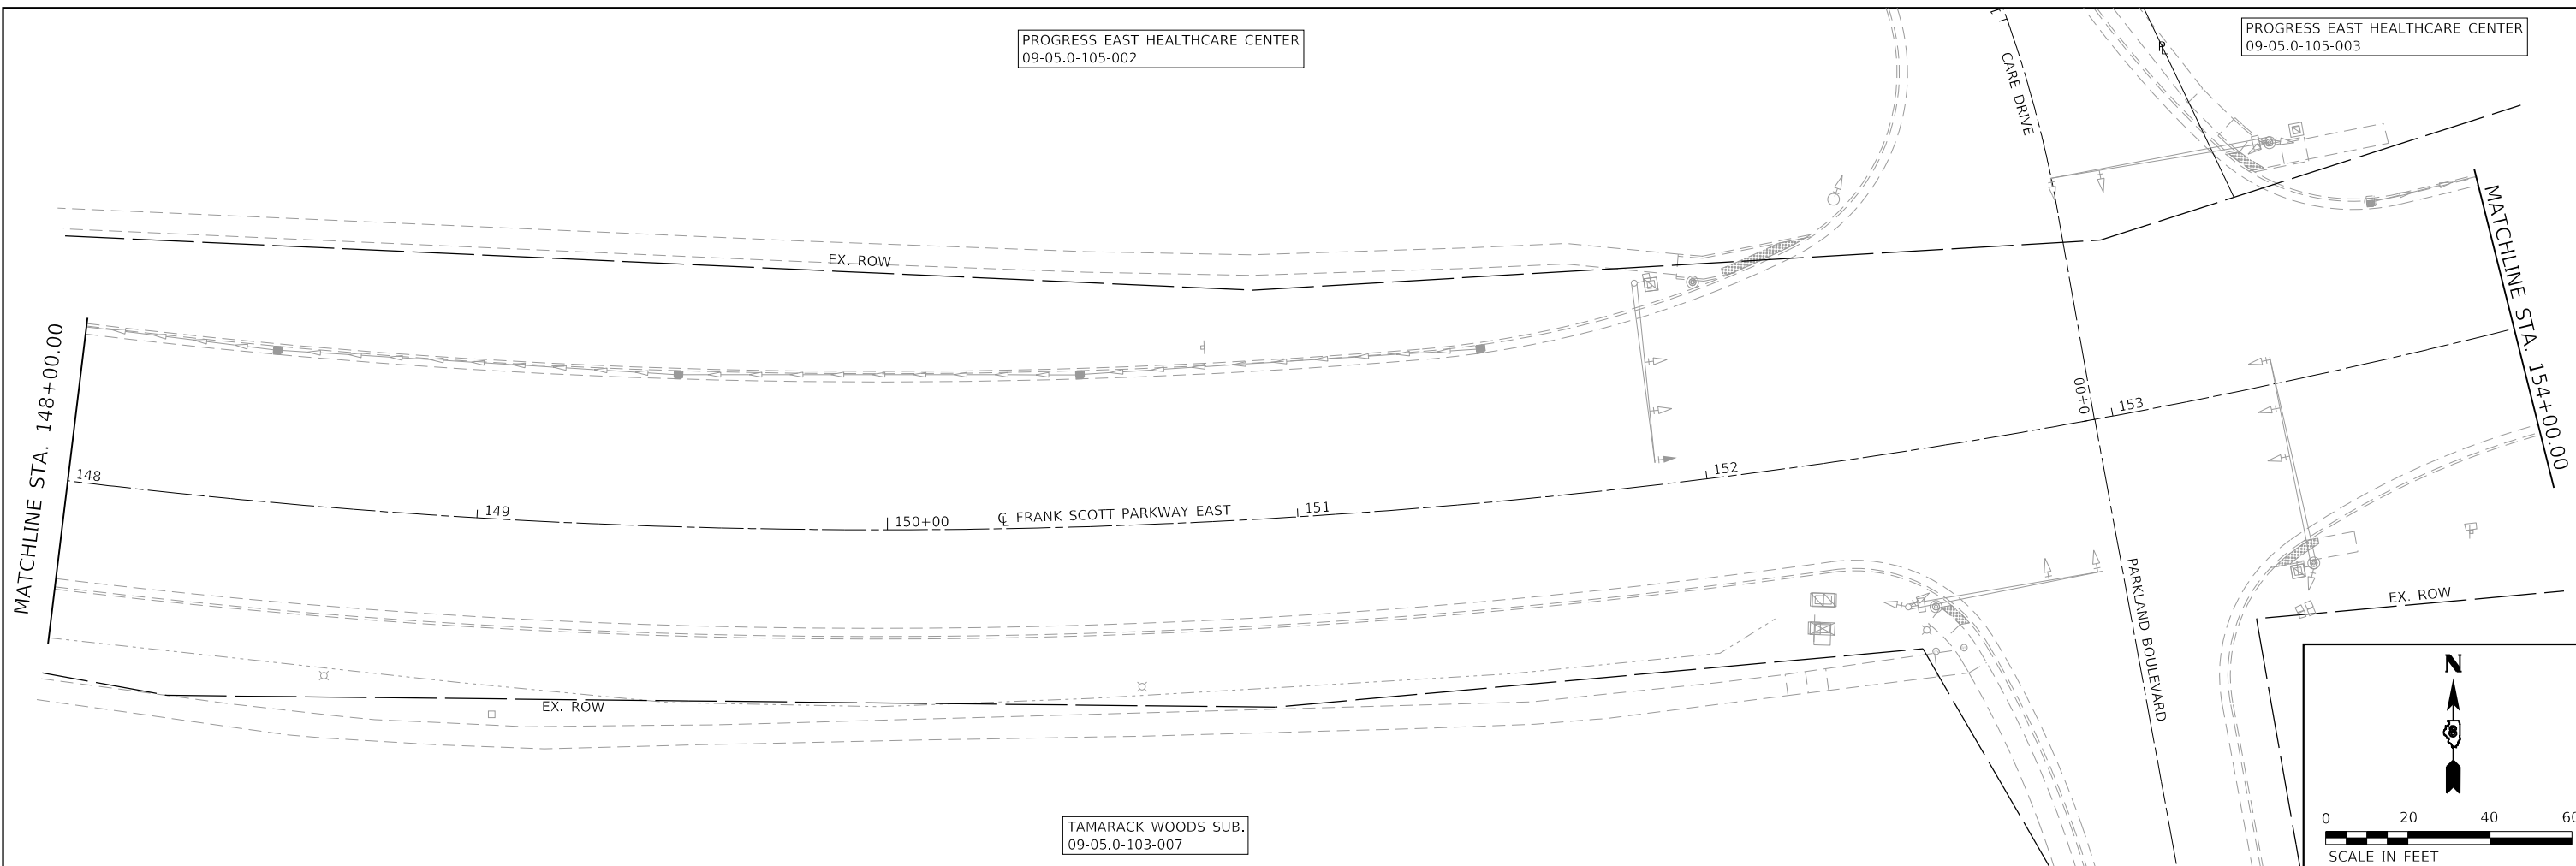 PROGRESS EAST HEALTHCARE CENTER
09-05.0-105-002
PROGRESS EAST HEALTHCARE CENTER
09-05.0-105-003
CARE DRIVE
EX. ROW
MATCHLINE STA. 148+00.00
MATCHLINE STA. 154+00.00
0+00
148
149
150+00
℄ FRANK SCOTT PARKWAY EAST
151
152
153
PARKLAND BOULEVARD
EX. ROW
EX. ROW
TAMARACK WOODS SUB.
09-05.0-103-007
N
8
0 20 40 60
SCALE IN FEET